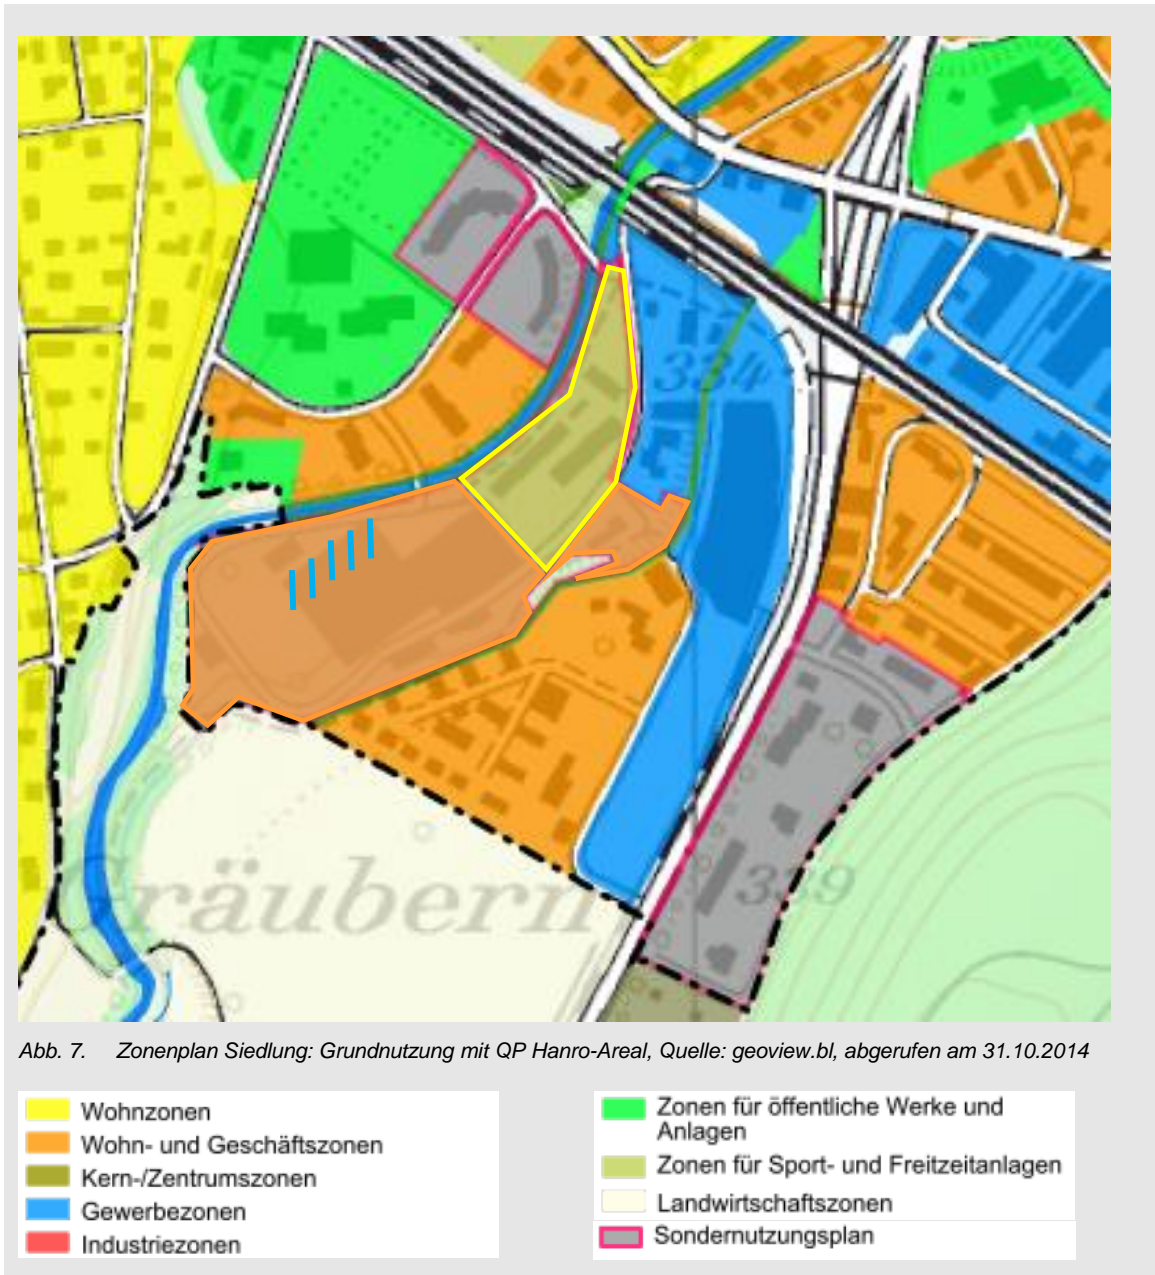 334
339
Gräubern
Abb. 7. Zonenplan Siedlung: Grundnutzung mit QP Hanro-Areal, Quelle: geoview.bl, abgerufen am 31.10.2014
Wohnzonen
Wohn- und Geschäftszonen
Kern-/Zentrumszonen
Gewerbezonen
Industriezonen
Zonen für öffentliche Werke und
Anlagen
Zonen für Sport- und Freitzeitanlagen
Landwirtschaftszonen
Sondernutzungsplan